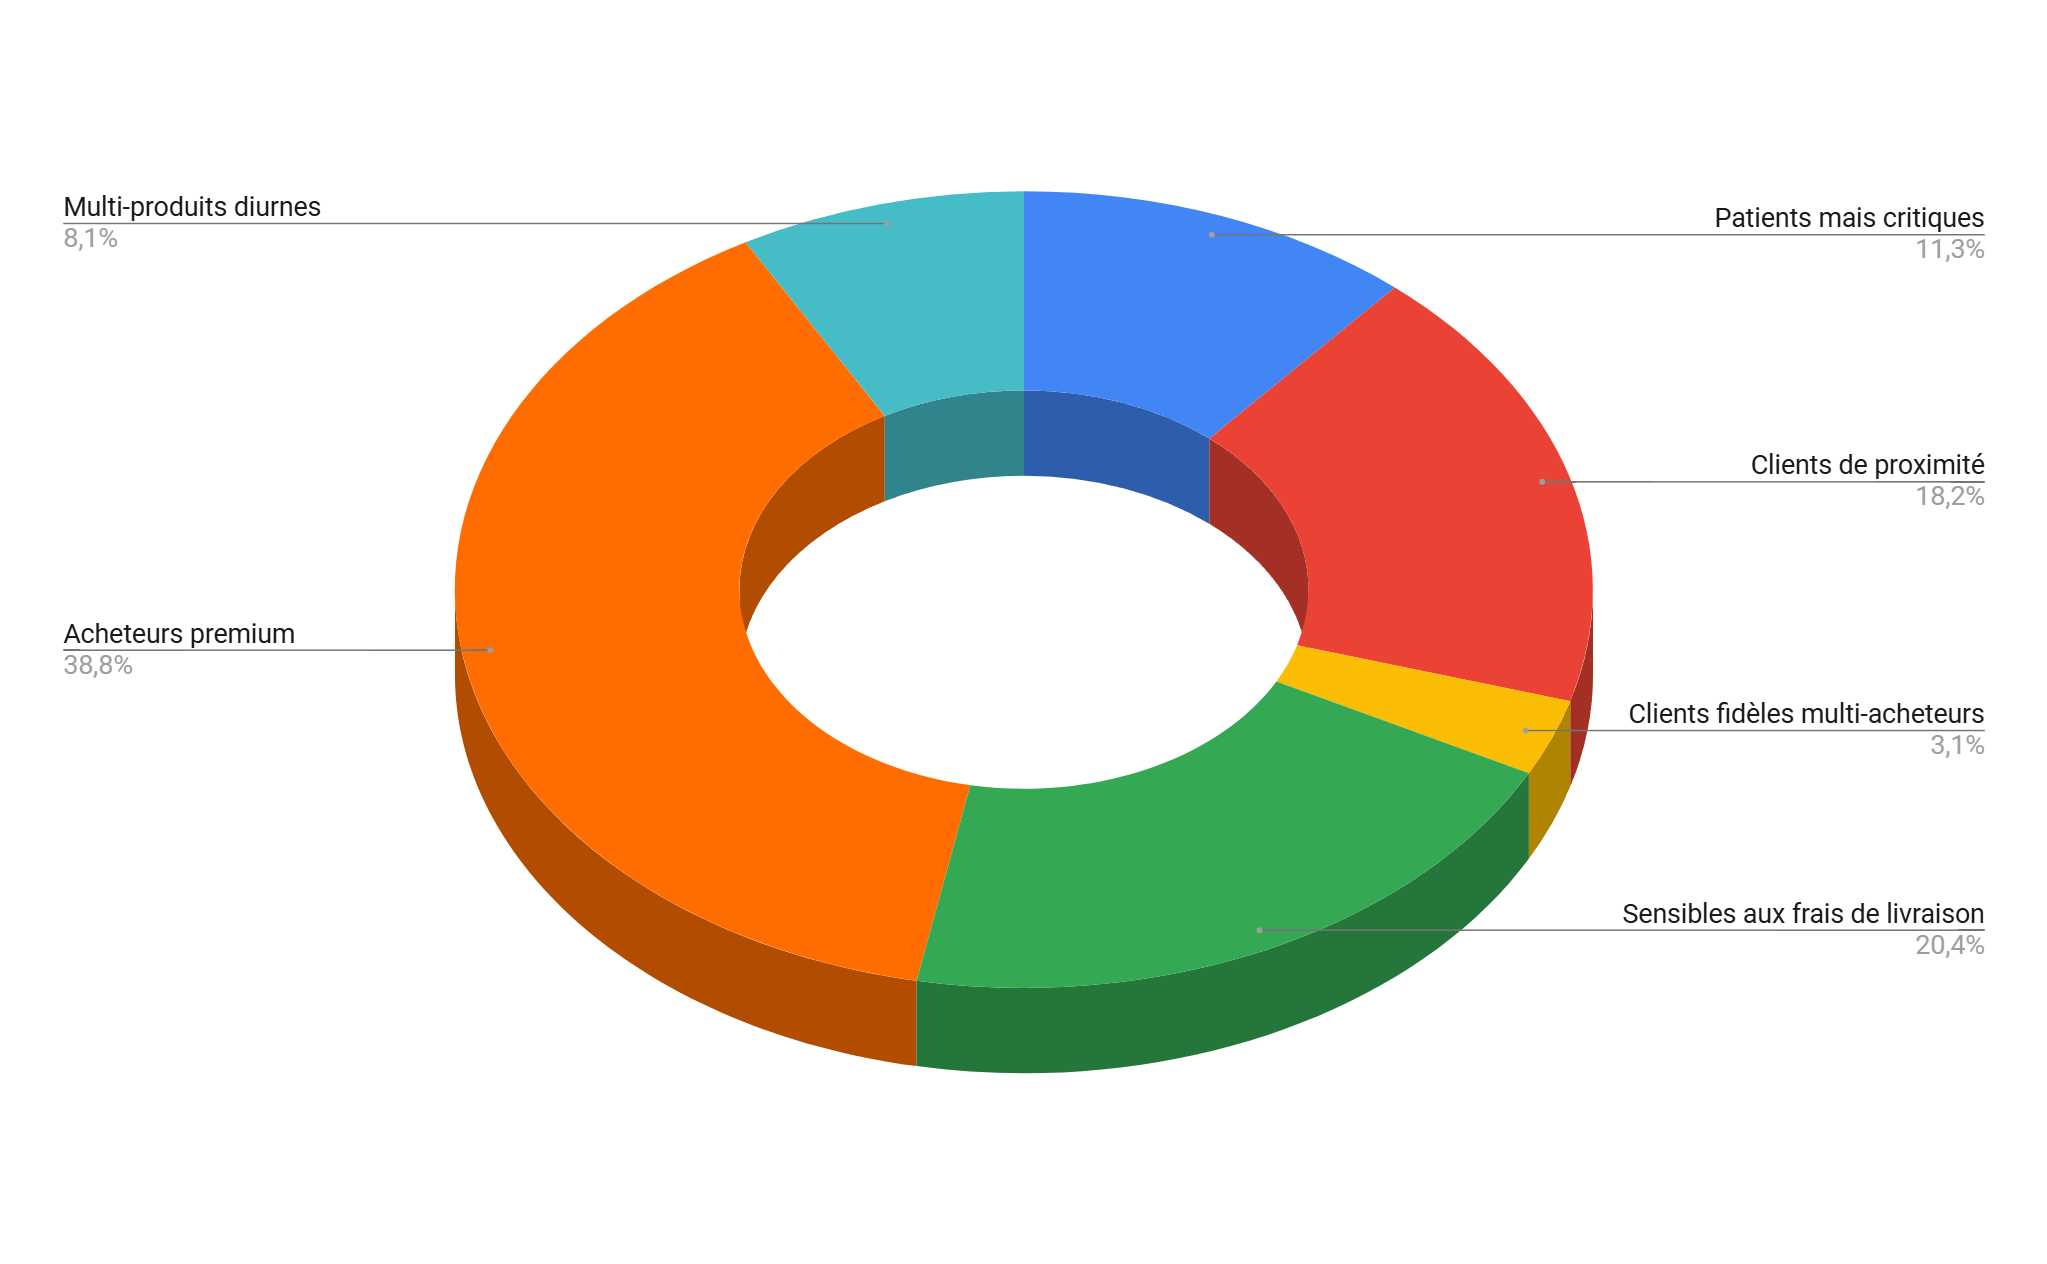 Multi-produits diurnes
8,1%
Patients mais critiques
11,3%
Clients de proximité
18,2%
Acheteurs premium
38,8%
Clients fidèles multi-acheteurs
3,1%
Sensibles aux frais de livraison
20,4%